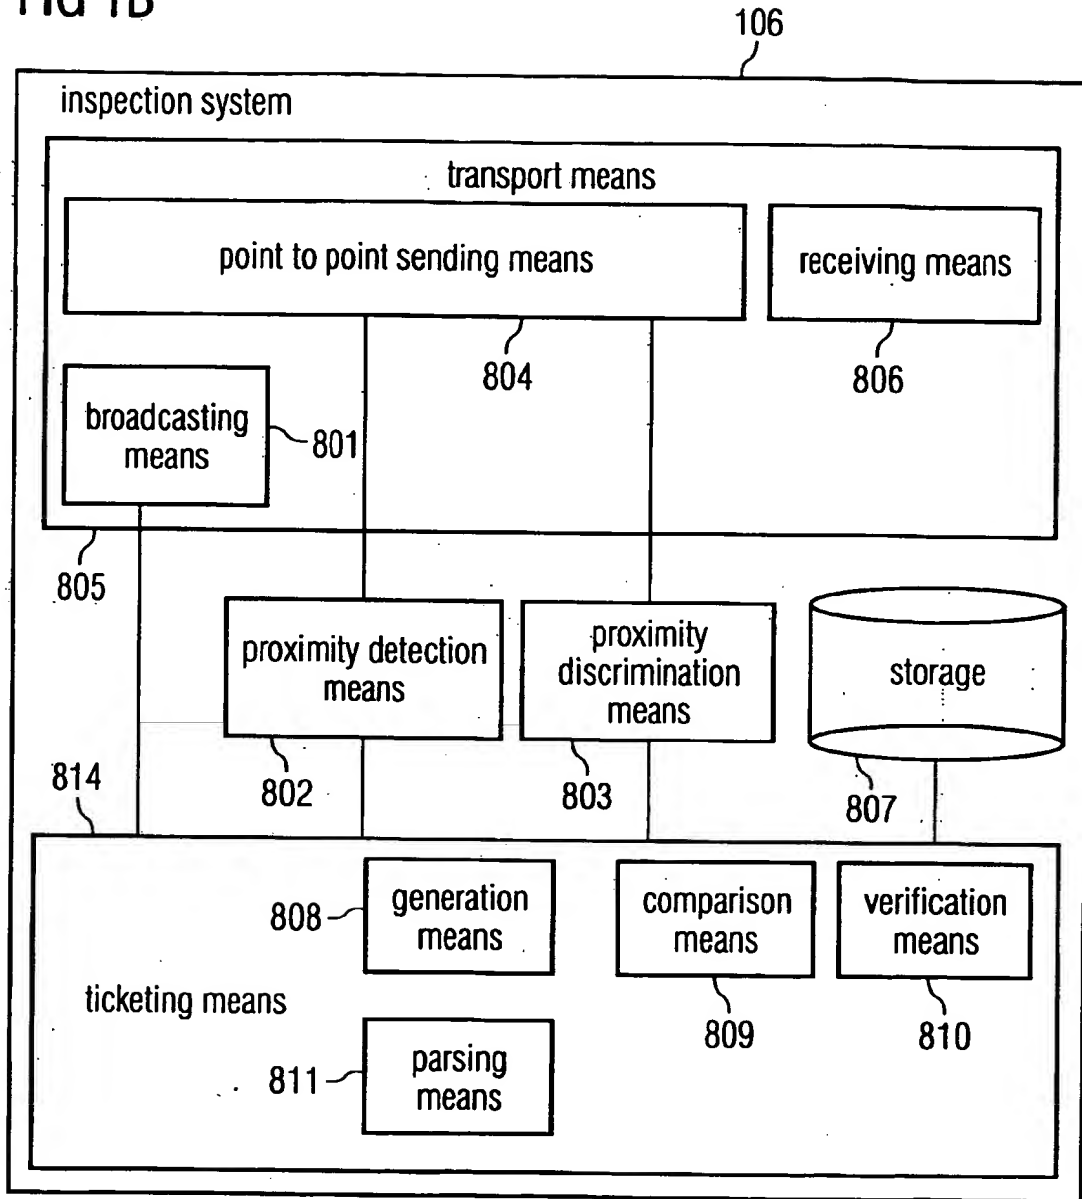 FIG 1B
106
inspection system
transport means
point to point sending means
receiving means
804
806
broadcasting
means
801
805
proximity detection
means
proximity
discrimination
means
storage
802
803
807
814
808
generation
means
comparison
means
verification
means
ticketing means
809
810
811
parsing
means